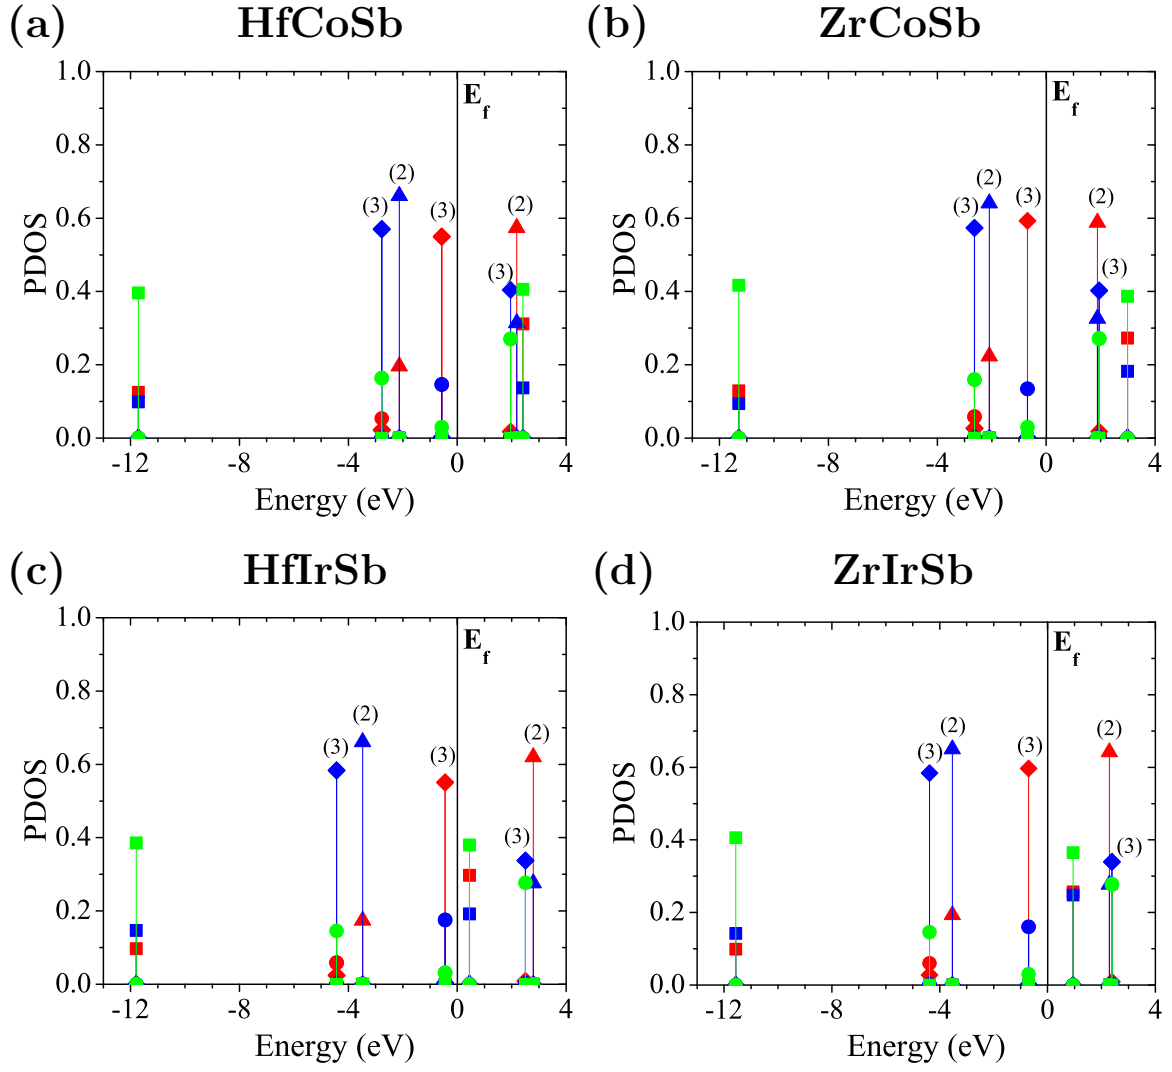 (a) HfCoSb
1.0
0.8
0.6
0.4
0.2
0.0
PDOS
E_f
(3)
(2)
(3)
(2)
(3)
-12 -8 -4 0 4
Energy (eV)
(b) ZrCoSb
1.0
0.8
0.6
0.4
0.2
0.0
PDOS
E_f
(3)
(2)
(3)
(2)
(3)
-12 -8 -4 0 4
Energy (eV)
(c) HfIrSb
1.0
0.8
0.6
0.4
0.2
0.0
PDOS
E_f
(3)
(2)
(3)
(3)
(2)
-12 -8 -4 0 4
Energy (eV)
(d) ZrIrSb
1.0
0.8
0.6
0.4
0.2
0.0
PDOS
E_f
(3)
(2)
(3)
(2)
(3)
-12 -8 -4 0 4
Energy (eV)